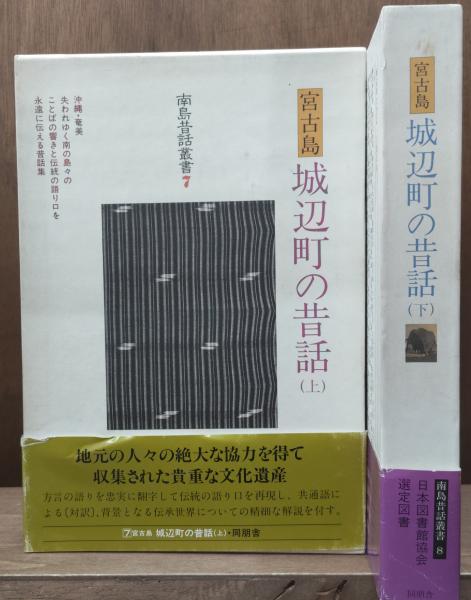 宮古島
城辺町の昔話
(上)
南島昔話叢書7
沖縄・奄美
失われゆく南の島々の
ことばの響きと伝統の語り口を
永遠に伝える昔話集
地元の人々の絶大な協力を得て
収集された貴重な文化遺産
方言の語りを忠実に翻字して伝統の語り口を再現し、共通語に
よる〔対訳〕、背景となる伝承世界についての精細な解説を付す。
7宮古島 城辺町の昔話(上)・同朋舎
宮古島
城辺町の昔話
(下)
南島昔話叢書 8
日本図書館協会
選定図書
同朋舎